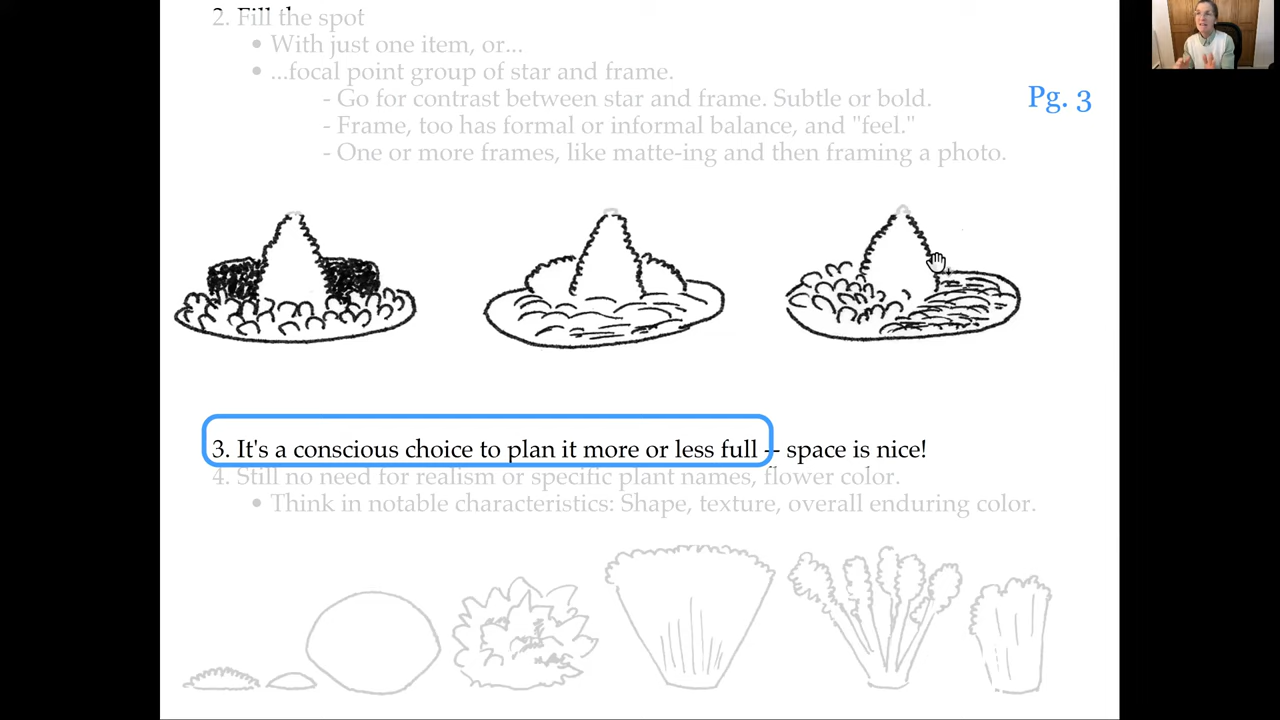 2. Fill the spot
• With just one item, or...
• ...focal point group of star and frame.
- Go for contrast between star and frame. Subtle or bold.
- Frame, too has formal or informal balance, and "feel."
- One or more frames, like matte-ing and then framing a photo.
Pg. 3
3. It's a conscious choice to plan it more or less full -- space is nice!
4. Still no need for realism or specific plant names, flower color.
• Think in notable characteristics: Shape, texture, overall enduring color.